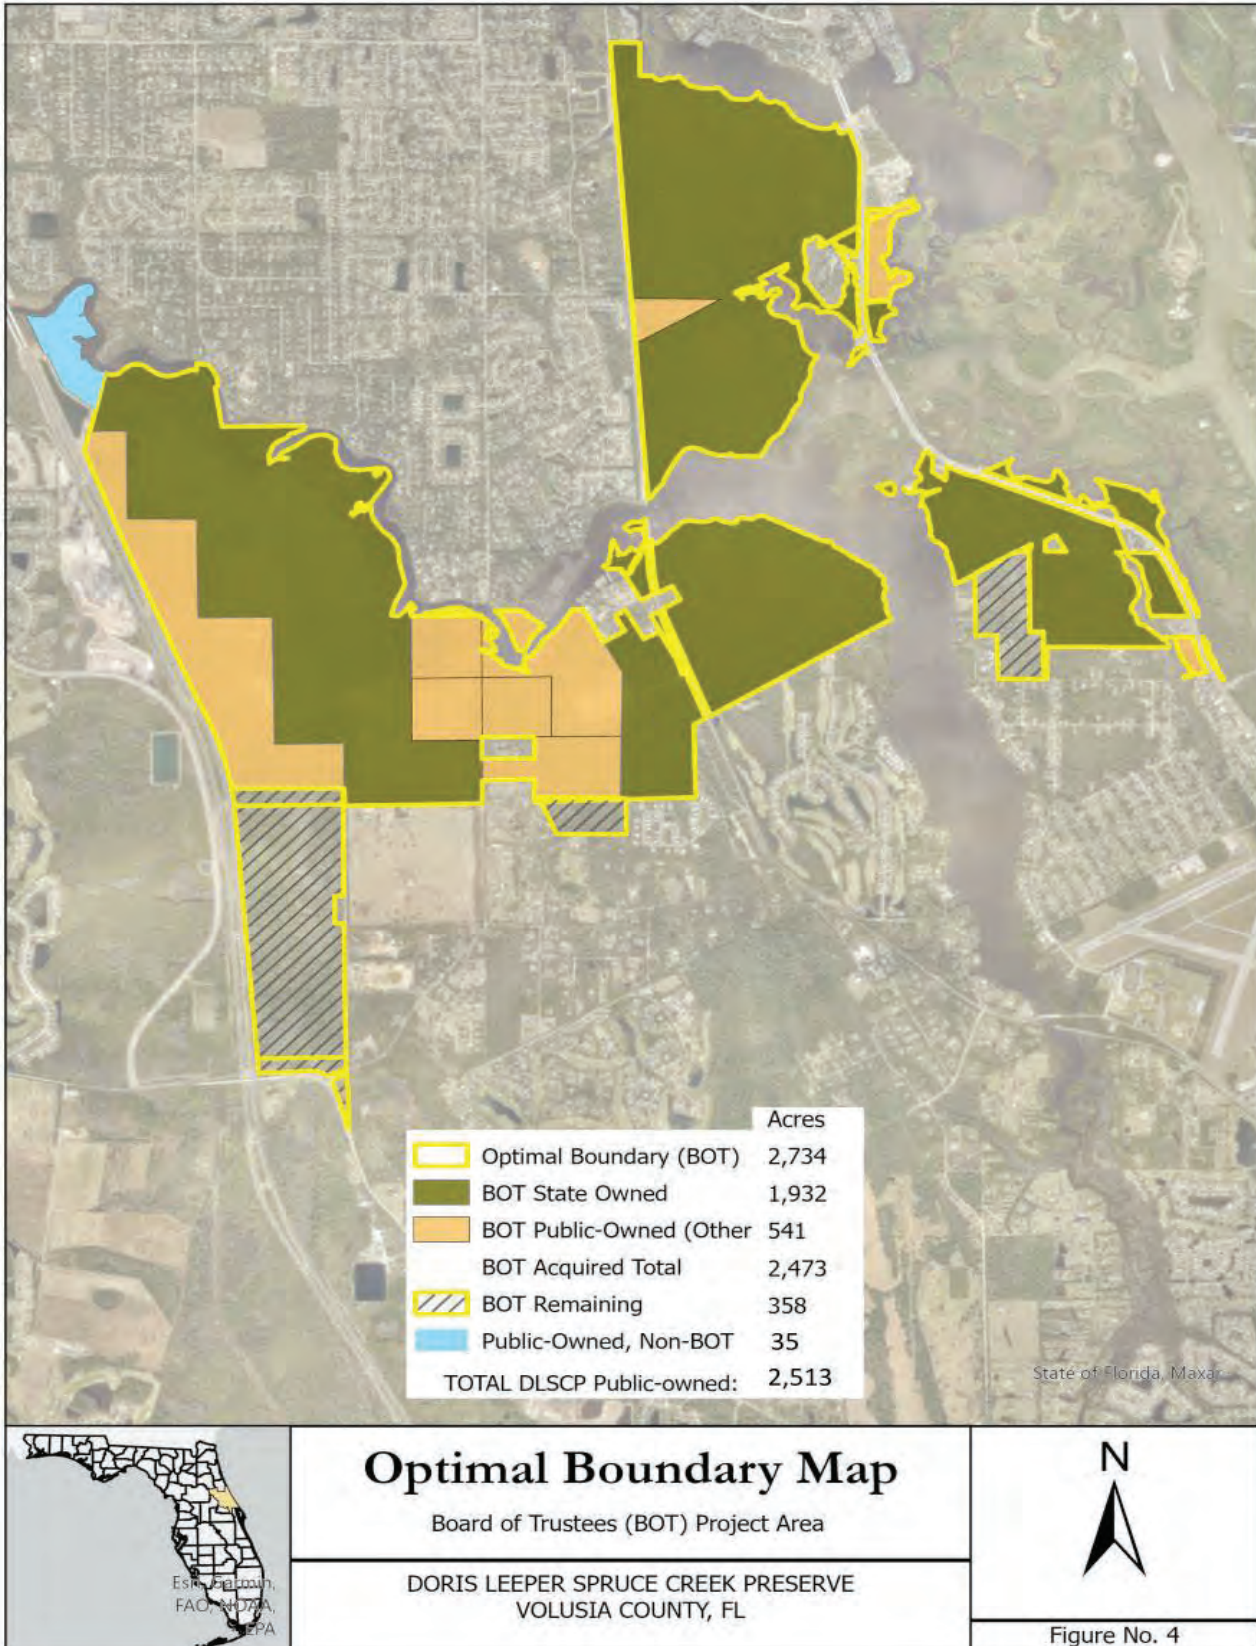 Acres
Optimal Boundary (BOT) 2,734
BOT State Owned 1,932
BOT Public-Owned (Other 541
BOT Acquired Total 2,473
BOT Remaining 358
Public-Owned, Non-BOT 35
TOTAL DLSCP Public-owned: 2,513
State of Florida, Maxar
Esri, Garmin,
FAO, NOAA,
EPA
Optimal Boundary Map
Board of Trustees (BOT) Project Area
DORIS LEEPER SPRUCE CREEK PRESERVE
VOLUSIA COUNTY, FL
N
Figure No. 4